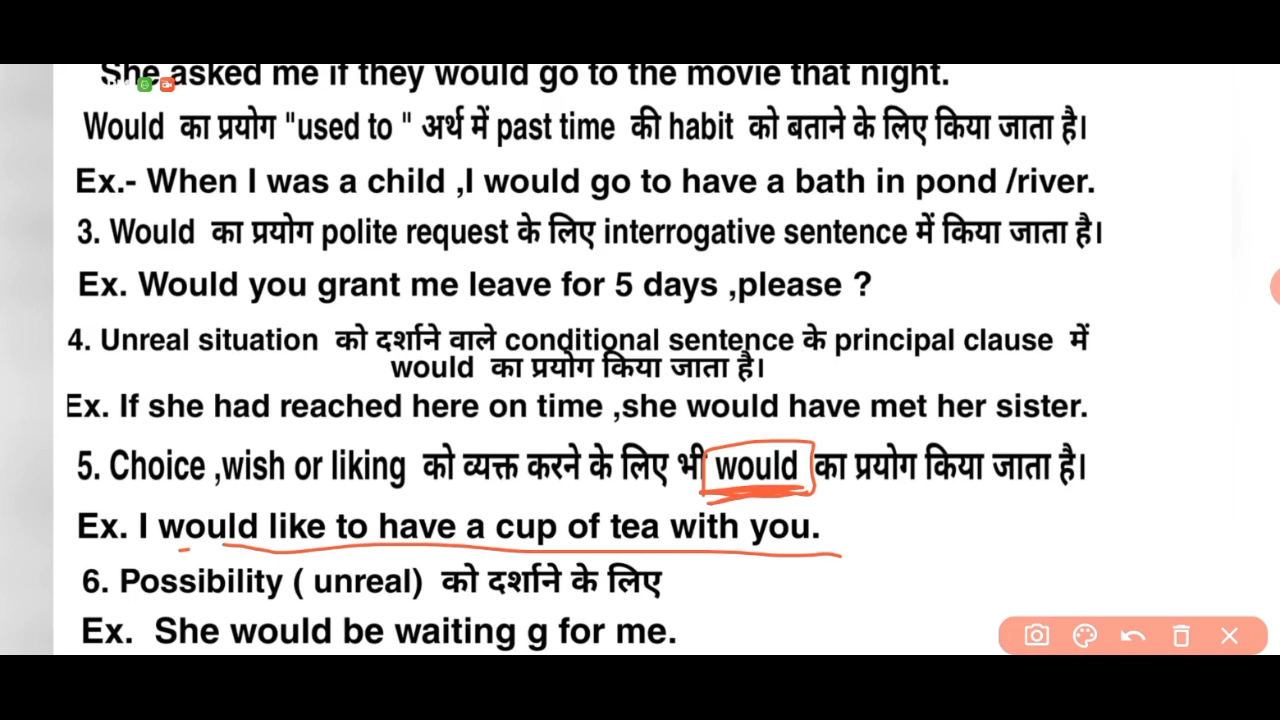 She asked me if they would go to the movie that night.
Would का प्रयोग "used to " अर्थ में past time की habit को बताने के लिए किया जाता है।
Ex.- When I was a child ,I would go to have a bath in pond /river.
3. Would का प्रयोग polite request के लिए interrogative sentence में किया जाता है।
Ex. Would you grant me leave for 5 days ,please ?
4. Unreal situation को दर्शाने वाले conditional sentence के principal clause में
would का प्रयोग किया जाता है।
Ex. If she had reached here on time ,she would have met her sister.
5. Choice ,wish or liking को व्यक्त करने के लिए भी would का प्रयोग किया जाता है।
Ex. I would like to have a cup of tea with you.
6. Possibility ( unreal) को दर्शाने के लिए
Ex. She would be waiting g for me.